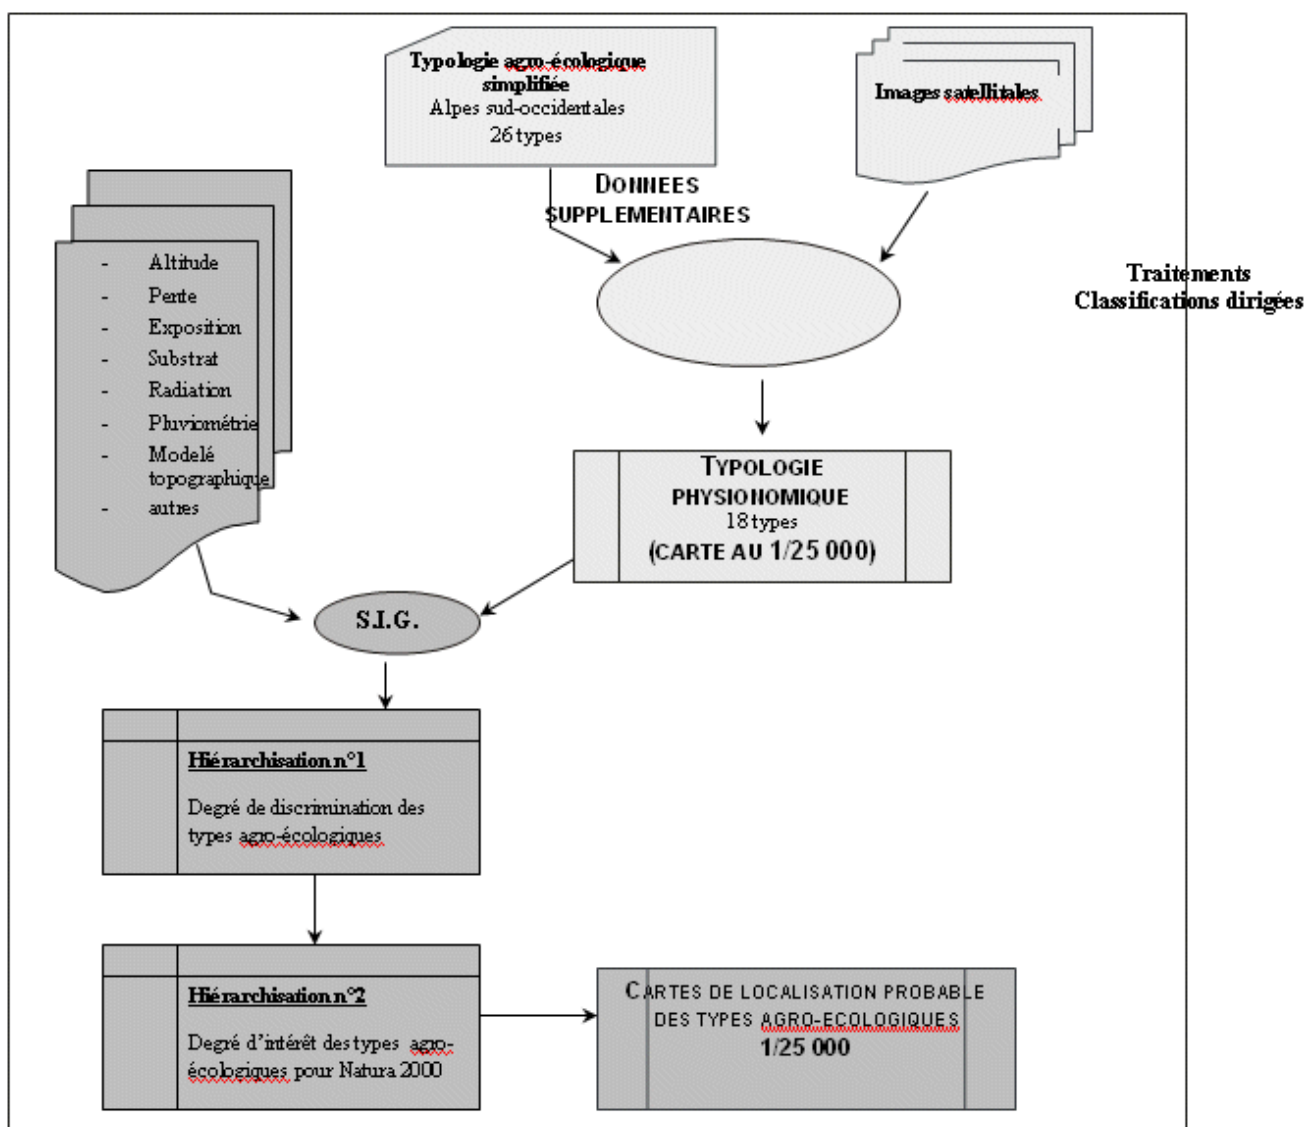 Typologie agro-écologique
simplifiée
Alpes sud-occidentales
26 types
Images satellitales
DONNEES
SUPPLEMENTAIRES
- Altitude
- Pente
- Exposition
- Substrat
- Radiation
- Pluviométrie
- Modelé
topographique
- autres
Traitements
Classifications dirigées
TYPOLOGIE
PHYSIONOMIQUE
18 types
(CARTE AU 1/25 000)
S.I.G.
Hiérarchisation n°1
Degré de discrimination des
types agro-écologiques
Hiérarchisation n°2
Degré d'intérêt des types agro-
écologiques pour Natura 2000
CARTES DE LOCALISATION PROBABLE
DES TYPES AGRO-ECOLOGIQUES
1/25 000